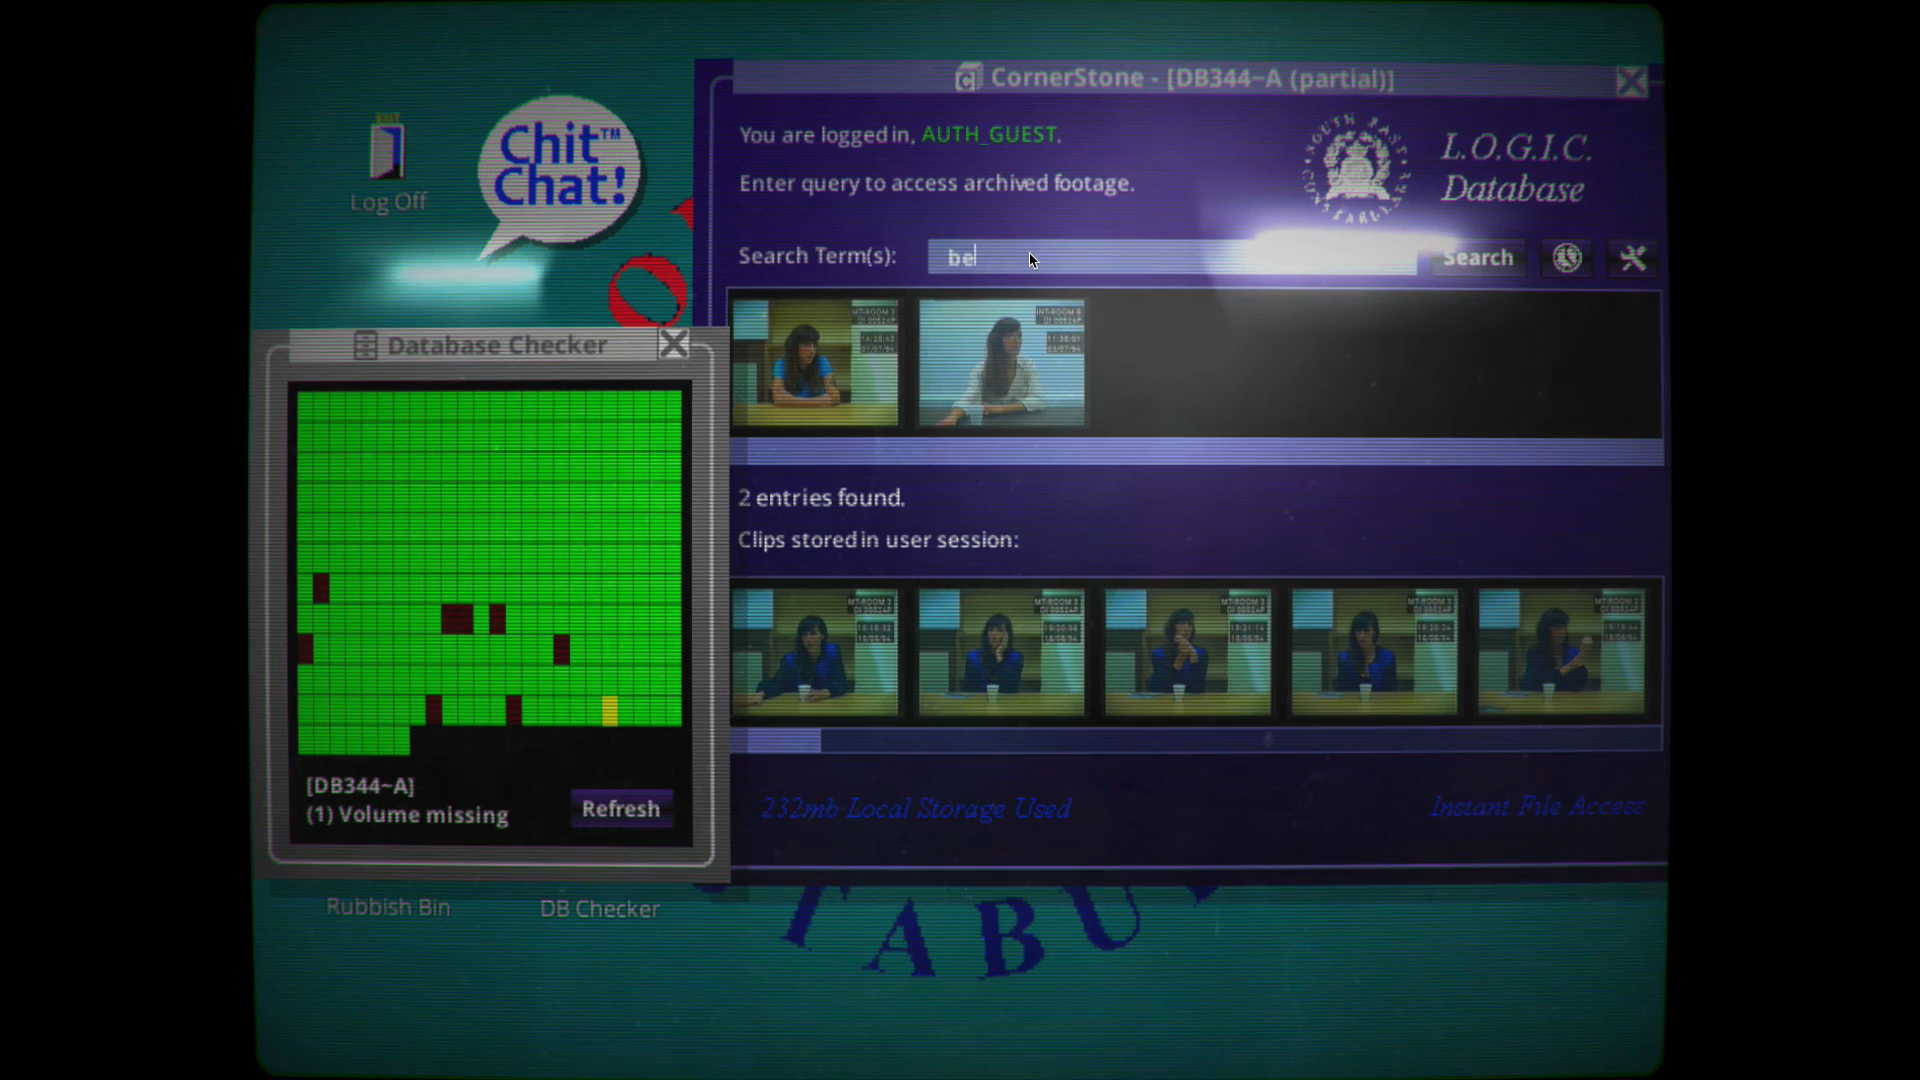 CornerStone - [DB344~A (partial)]
You are logged in, AUTH_GUEST.
Enter query to access archived footage.
L.O.G.I.C.
Database
Search Term(s):
be
Search
EXIT
Log Off
Chit™
Chat!
Database Checker
[DB344~A]
(1) Volume missing
Refresh
2 entries found.
Clips stored in user session:
232mb Local Storage Used
Instant File Access
Rubbish Bin
DB Checker
TABU